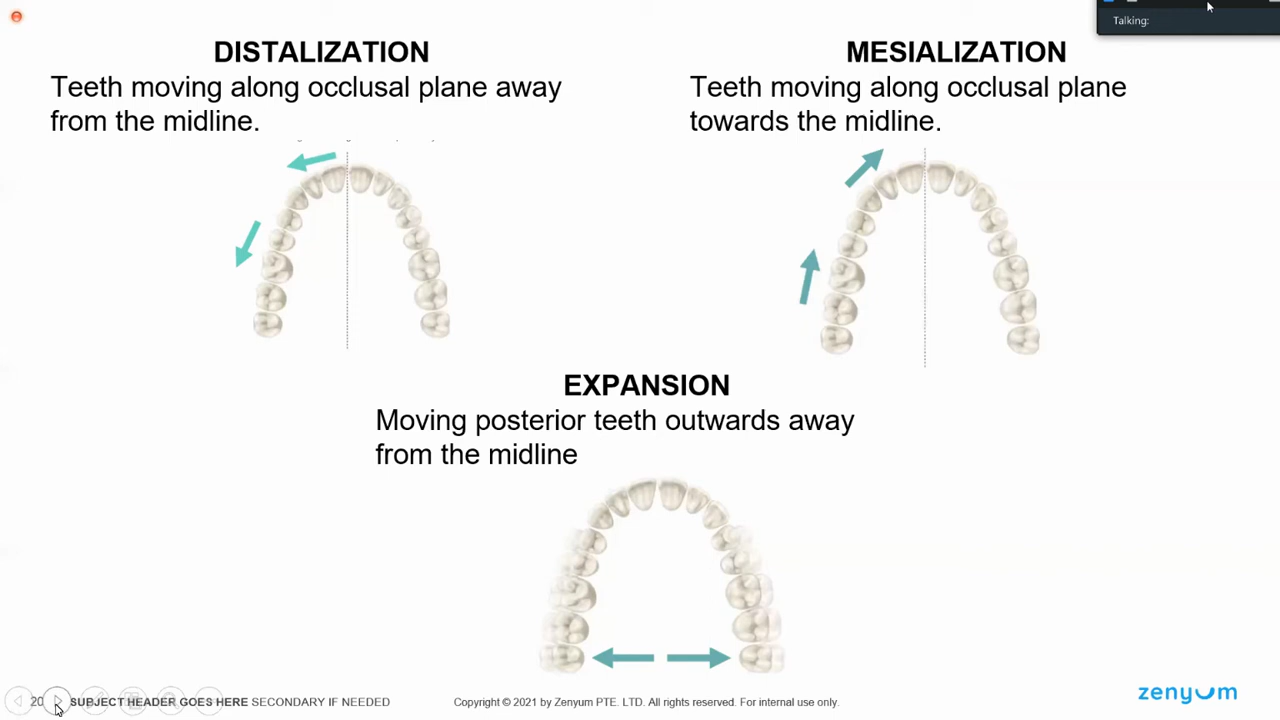 Talking:
DISTALIZATION
Teeth moving along occlusal plane away
from the midline.
MESIALIZATION
Teeth moving along occlusal plane
towards the midline.
EXPANSION
Moving posterior teeth outwards away
from the midline
20 SUBJECT HEADER GOES HERE SECONDARY IF NEEDED
Copyright © 2021 by Zenyum PTE. LTD. All rights reserved. For internal use only.
zenyum